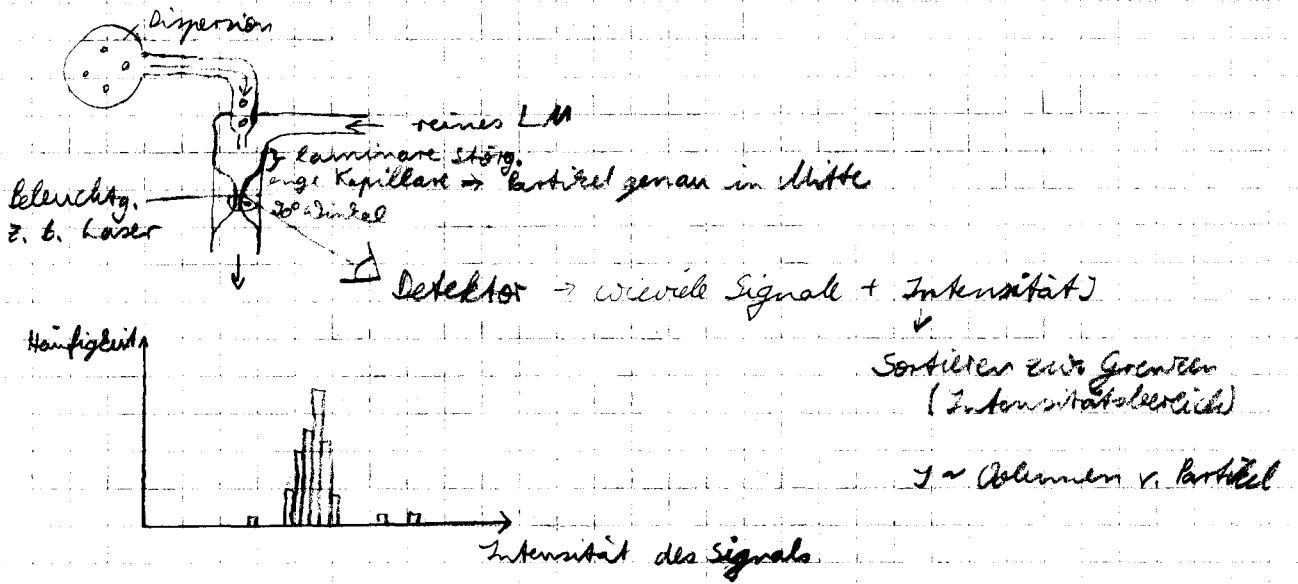 Dispersion
reines LM
} laminare Störg.
enge Kapillare → Partikel genau in Mitte
Beleuchtg.
z. B. Laser
90° Winkel
Detektor → wieviele Signale + Intensität J
↓
Sortieren zw. Grenzen
(Intensitätsbereich)
J ~ Volumen v. Partikel
Häufigkeit
Intensität des Signals